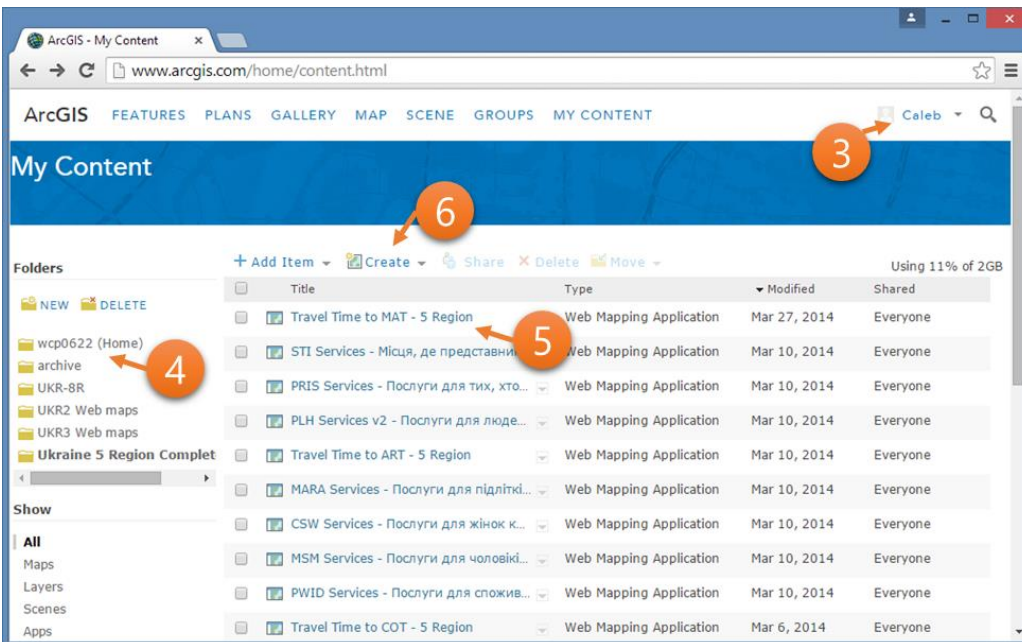 ArcGIS - My Content
www.arcgis.com/home/content.html
ArcGIS FEATURES PLANS GALLERY MAP SCENE GROUPS MY CONTENT Caleb
3
My Content
6
Folders
+ Add Item Create Share Delete Move
Using 11% of 2GB
NEW DELETE
Title Type Modified Shared
wcp0622 (Home)
archive
UKR-8R
UKR2 Web maps
UKR3 Web maps
Ukraine 5 Region Complet
4
5
Travel Time to MAT - 5 Region Web Mapping Application Mar 27, 2014 Everyone
STI Services - Місця, де Web Mapping Application Mar 10, 2014 Everyone
PRIS Services - Послуги для тих, хто... Web Mapping Application Mar 10, 2014 Everyone
PLH Services v2 - Послуги для люде... Web Mapping Application Mar 10, 2014 Everyone
Travel Time to ART - 5 Region Web Mapping Application Mar 10, 2014 Everyone
MARA Services - Послуги для підліткі... Web Mapping Application Mar 10, 2014 Everyone
CSW Services - Послуги для жінок к... Web Mapping Application Mar 10, 2014 Everyone
MSM Services - Послуги для чоловікі... Web Mapping Application Mar 10, 2014 Everyone
PWID Services - Послуги для спожив... Web Mapping Application Mar 10, 2014 Everyone
Travel Time to COT - 5 Region Web Mapping Application Mar 6, 2014 Everyone
Show
All
Maps
Layers
Scenes
Apps